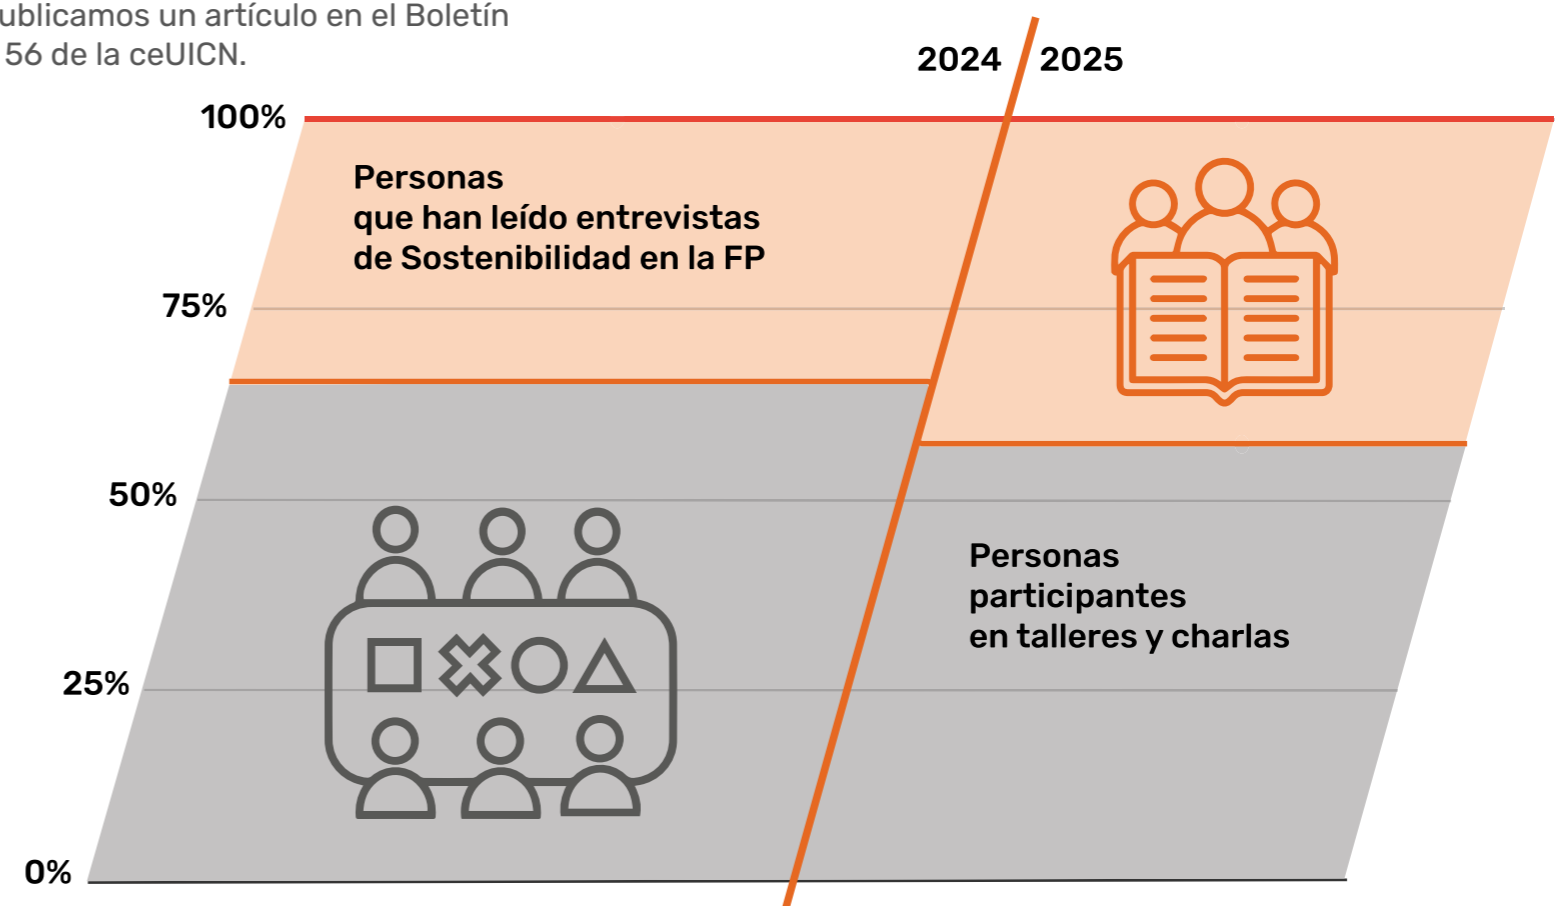 ublicamos un artículo en el Boletín
56 de la ceUICN.
2024 2025
100%
Personas
que han leído entrevistas
de Sostenibilidad en la FP
75%
50%
Personas
participantes
en talleres y charlas
25%
0%